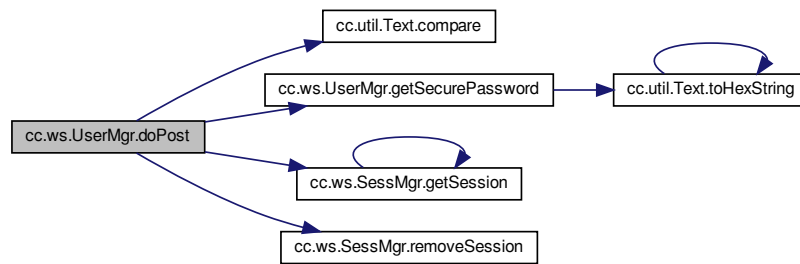 cc.util.Text.compare
cc.ws.UserMgr.getSecurePassword
cc.util.Text.toHexString
cc.ws.UserMgr.doPost
cc.ws.SessMgr.getSession
cc.ws.SessMgr.removeSession